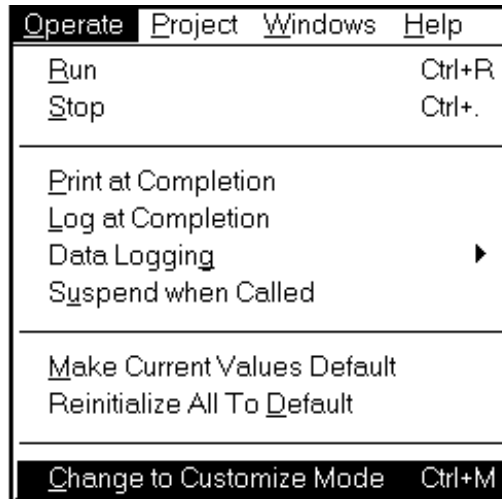 Operate Project Windows Help
Run Ctrl+R
Stop Ctrl+.
Print at Completion
Log at Completion
Data Logging
Suspend when Called
Make Current Values Default
Reinitialize All To Default
Change to Customize Mode Ctrl+M